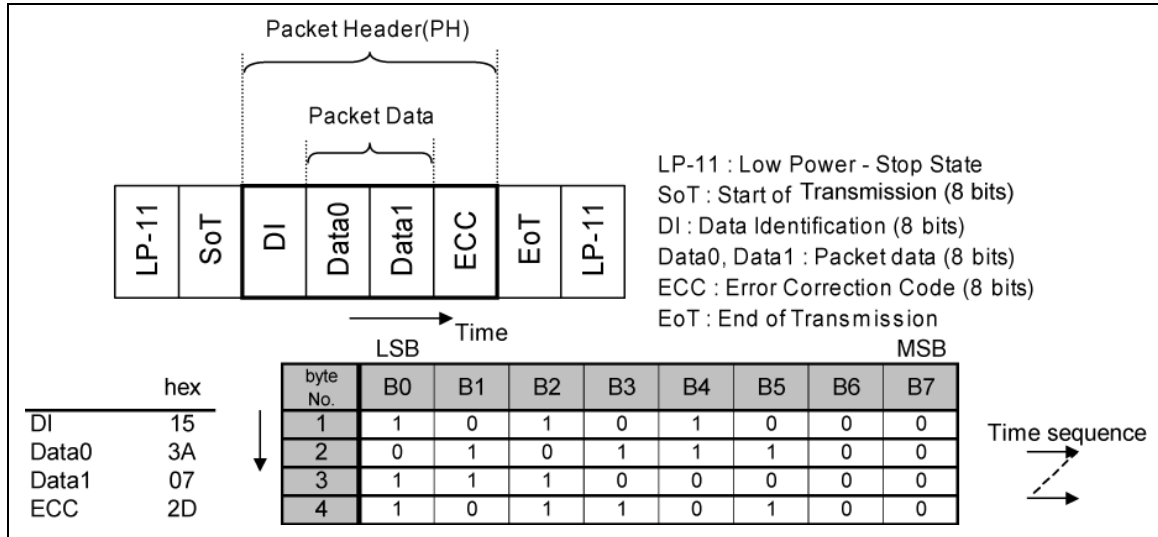 Packet Header(PH)
Packet Data
LP-11 SoT DI Data0 Data1 ECC EoT LP-11
Time
LP-11 : Low Power - Stop State
SoT : Start of Transmission (8 bits)
DI : Data Identification (8 bits)
Data0, Data1 : Packet data (8 bits)
ECC : Error Correction Code (8 bits)
EoT : End of Transmission
LSB MSB
hex
DI 15
Data0 3A
Data1 07
ECC 2D
byte No. B0 B1 B2 B3 B4 B5 B6 B7
1 1 0 1 0 1 0 0 0
2 0 1 0 1 1 1 0 0
3 1 1 1 0 0 0 0 0
4 1 0 1 1 0 1 0 0
Time sequence